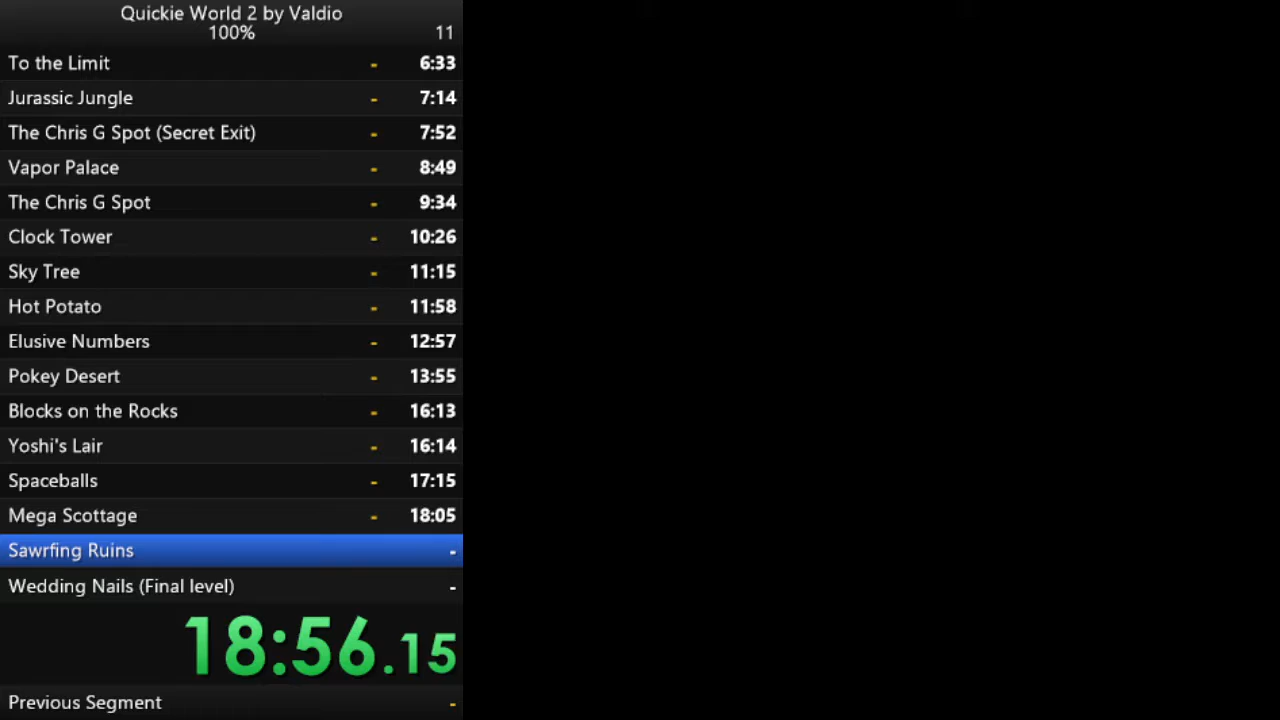 Quickie World 2 by Valdio
100% 11
To the Limit - 6:33
Jurassic Jungle - 7:14
The Chris G Spot (Secret Exit) - 7:52
Vapor Palace - 8:49
The Chris G Spot - 9:34
Clock Tower - 10:26
Sky Tree - 11:15
Hot Potato - 11:58
Elusive Numbers - 12:57
Pokey Desert - 13:55
Blocks on the Rocks - 16:13
Yoshi's Lair - 16:14
Spaceballs - 17:15
Mega Scottage - 18:05
Sawrfing Ruins -
Wedding Nails (Final level) -
18:56.15
Previous Segment -